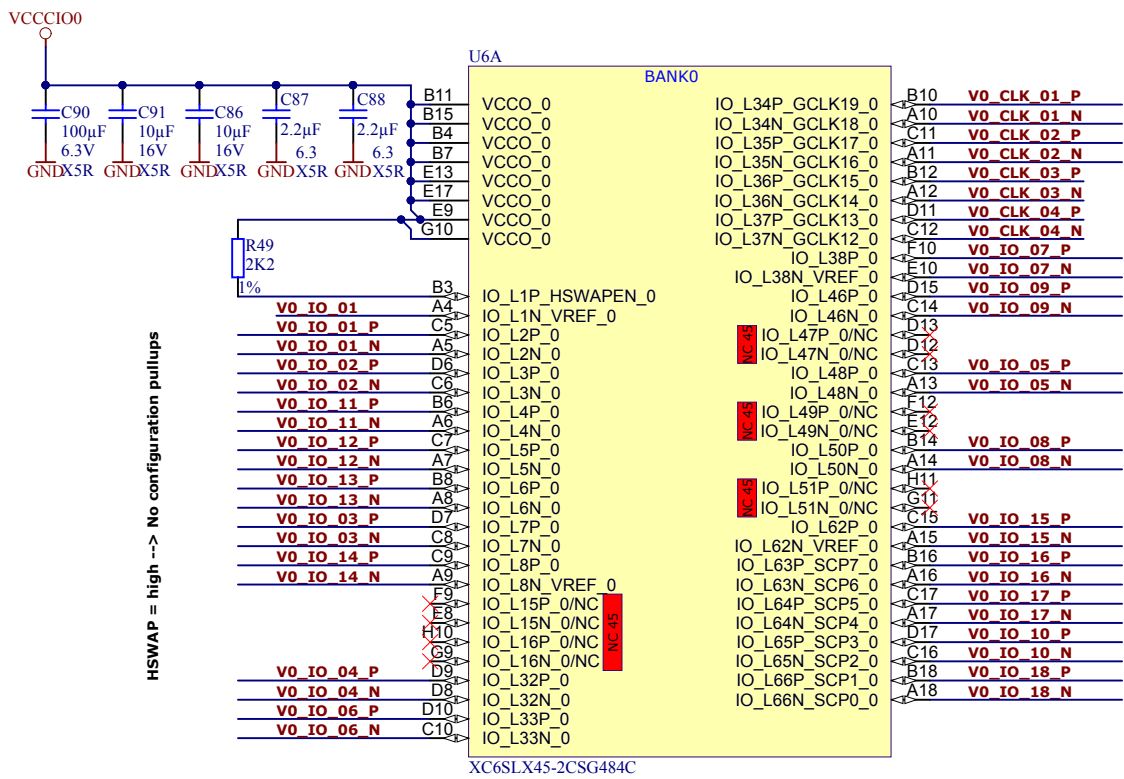 VCCCIO0
C90
100µF
6.3V
X5R
GND
C91
10µF
16V
X5R
GND
C86
10µF
16V
X5R
GND
C87
2.2µF
6.3
X5R
GND
C88
2.2µF
6.3
X5R
GND
R49
2K2
1%
HSWAP = high --> No configuration pullups
U6A
BANK0
B11 VCCO_0
B15 VCCO_0
B4 VCCO_0
B7 VCCO_0
E13 VCCO_0
E17 VCCO_0
E9 VCCO_0
G10 VCCO_0
B3 IO_L1P_HSWAPEN_0
V0_IO_01 A4 IO_L1N_VREF_0
V0_IO_01_P C5 IO_L2P_0
V0_IO_01_N A5 IO_L2N_0
V0_IO_02_P D6 IO_L3P_0
V0_IO_02_N C6 IO_L3N_0
V0_IO_11_P B6 IO_L4P_0
V0_IO_11_N A6 IO_L4N_0
V0_IO_12_P C7 IO_L5P_0
V0_IO_12_N A7 IO_L5N_0
V0_IO_13_P B8 IO_L6P_0
V0_IO_13_N A8 IO_L6N_0
V0_IO_03_P D7 IO_L7P_0
V0_IO_03_N C8 IO_L7N_0
V0_IO_14_P C9 IO_L8P_0
V0_IO_14_N A9 IO_L8N_VREF_0
F9 IO_L15P_0/NC
E8 IO_L15N_0/NC
H10 IO_L16P_0/NC
G9 IO_L16N_0/NC
NC 45
V0_IO_04_P D9 IO_L32P_0
V0_IO_04_N D8 IO_L32N_0
V0_IO_06_P D10 IO_L33P_0
V0_IO_06_N C10 IO_L33N_0
IO_L34P_GCLK19_0 B10 V0_CLK_01_P
IO_L34N_GCLK18_0 A10 V0_CLK_01_N
IO_L35P_GCLK17_0 C11 V0_CLK_02_P
IO_L35N_GCLK16_0 A11 V0_CLK_02_N
IO_L36P_GCLK15_0 B12 V0_CLK_03_P
IO_L36N_GCLK14_0 A12 V0_CLK_03_N
IO_L37P_GCLK13_0 D11 V0_CLK_04_P
IO_L37N_GCLK12_0 C12 V0_CLK_04_N
IO_L38P_0 F10 V0_IO_07_P
IO_L38N_VREF_0 E10 V0_IO_07_N
IO_L46P_0 D15 V0_IO_09_P
IO_L46N_0 C14 V0_IO_09_N
NC 45
IO_L47P_0/NC D13
IO_L47N_0/NC D12
IO_L48P_0 C13 V0_IO_05_P
IO_L48N_0 A13 V0_IO_05_N
NC 45
IO_L49P_0/NC F12
IO_L49N_0/NC E12
IO_L50P_0 B14 V0_IO_08_P
IO_L50N_0 A14 V0_IO_08_N
NC 45
IO_L51P_0/NC H11
IO_L51N_0/NC G11
IO_L62P_0 C15 V0_IO_15_P
IO_L62N_VREF_0 A15 V0_IO_15_N
IO_L63P_SCP7_0 B16 V0_IO_16_P
IO_L63N_SCP6_0 A16 V0_IO_16_N
IO_L64P_SCP5_0 C17 V0_IO_17_P
IO_L64N_SCP4_0 A17 V0_IO_17_N
IO_L65P_SCP3_0 D17 V0_IO_10_P
IO_L65N_SCP2_0 C16 V0_IO_10_N
IO_L66P_SCP1_0 B18 V0_IO_18_P
IO_L66N_SCP0_0 A18 V0_IO_18_N
XC6SLX45-2CSG484C